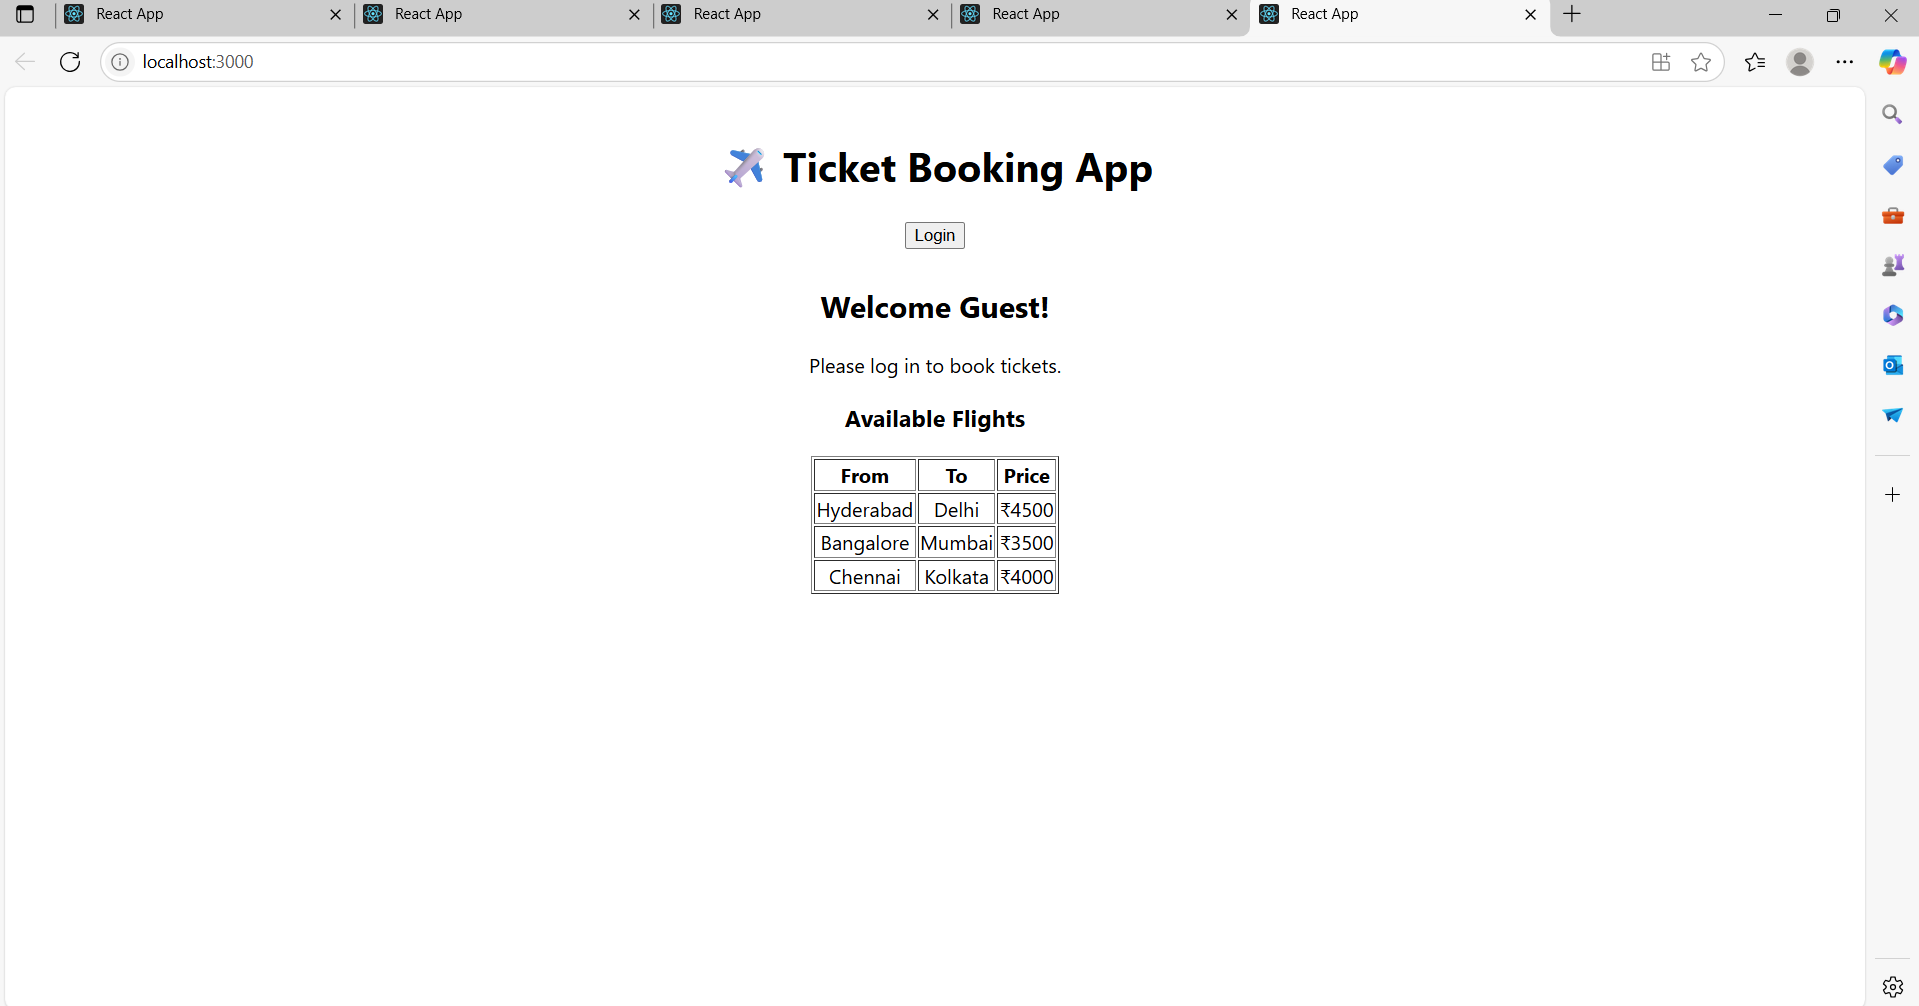 React App React App React App React App React App
localhost:3000
Ticket Booking App
Login
Welcome Guest!
Please log in to book tickets.
Available Flights
From To Price
Hyderabad Delhi ₹4500
Bangalore Mumbai ₹3500
Chennai Kolkata ₹4000